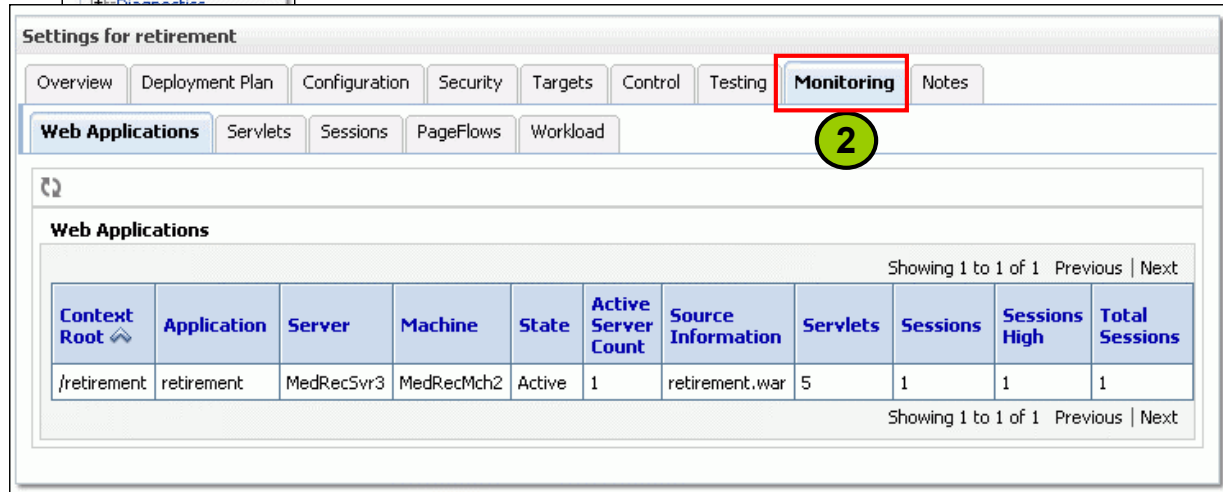 Diagnostics
Settings for retirement
Overview Deployment Plan Configuration Security Targets Control Testing Monitoring Notes
Web Applications Servlets Sessions PageFlows Workload
2
Web Applications
Showing 1 to 1 of 1 Previous | Next
Context Root Application Server Machine State Active Server Count Source Information Servlets Sessions Sessions High Total Sessions
/retirement retirement MedRecSvr3 MedRecMch2 Active 1 retirement.war 5 1 1 1
Showing 1 to 1 of 1 Previous | Next